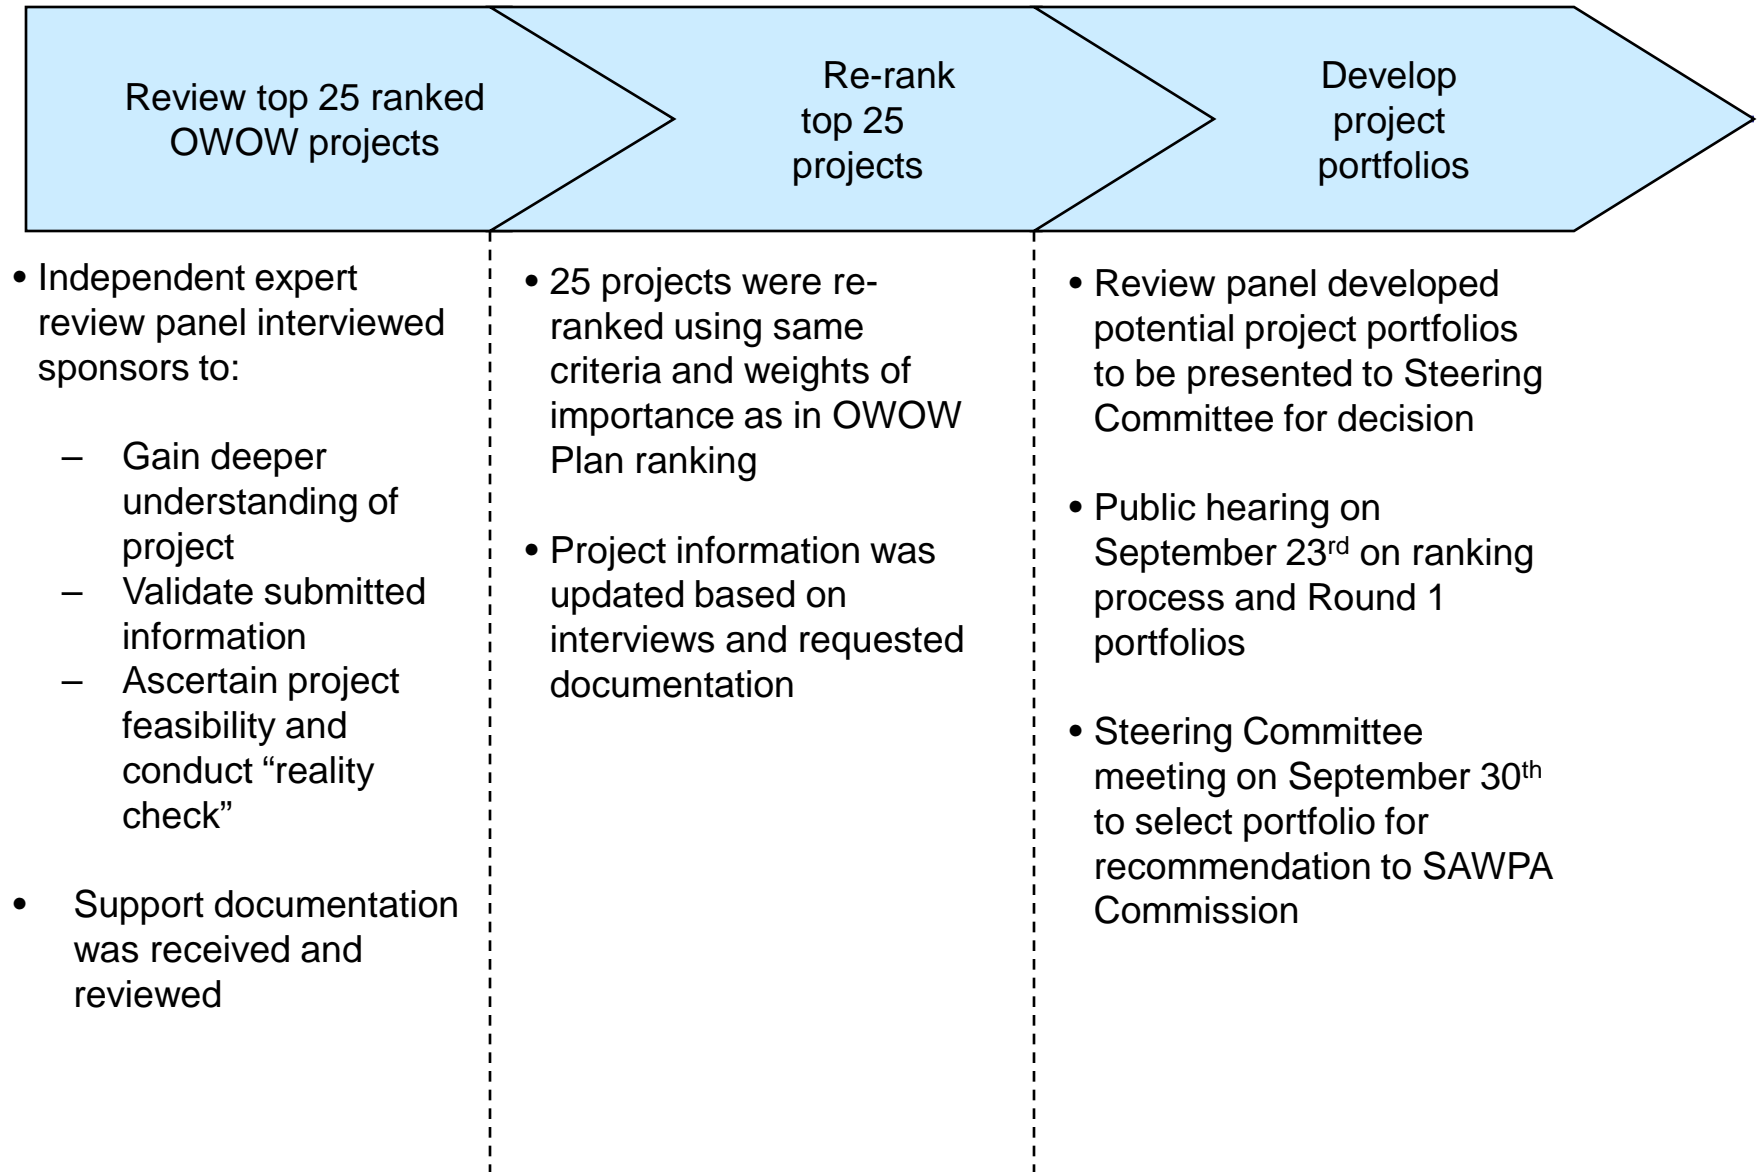 Review top 25 ranked
OWOW projects
Re-rank
top 25
projects
Develop
project
portfolios
• Independent expert
review panel interviewed
sponsors to:
– Gain deeper
understanding of
project
– Validate submitted
information
– Ascertain project
feasibility and
conduct “reality
check”
• Support documentation
was received and
reviewed
• 25 projects were re-
ranked using same
criteria and weights of
importance as in OWOW
Plan ranking
• Project information was
updated based on
interviews and requested
documentation
• Review panel developed
potential project portfolios
to be presented to Steering
Committee for decision
• Public hearing on
September 23rd on ranking
process and Round 1
portfolios
• Steering Committee
meeting on September 30th
to select portfolio for
recommendation to SAWPA
Commission